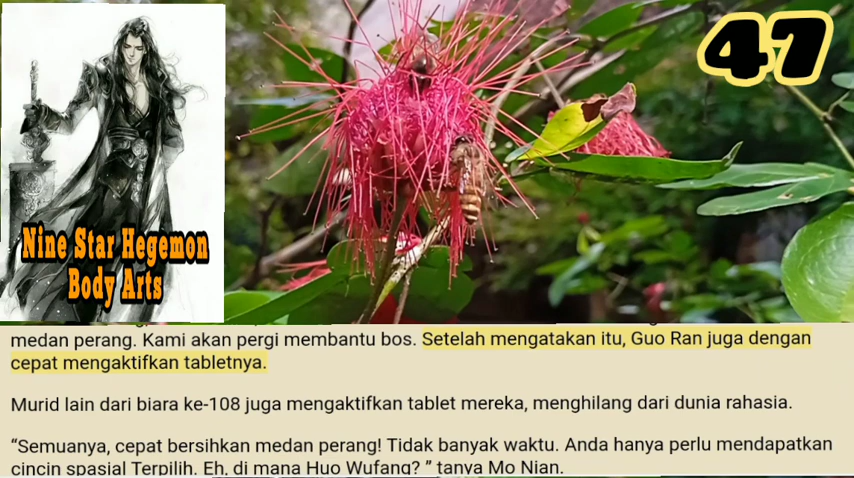 47
Nine Star Hegemon
Body Arts
medan perang. Kami akan pergi membantu bos. Setelah mengatakan itu, Guo Ran juga dengan
cepat mengaktifkan tabletnya.
Murid lain dari biara ke-108 juga mengaktifkan tablet mereka, menghilang dari dunia rahasia.
“Semuanya, cepat bersihkan medan perang! Tidak banyak waktu. Anda hanya perlu mendapatkan
cincin spasial Terpilih. Eh, di mana Huo Wufang? ” tanya Mo Nian.